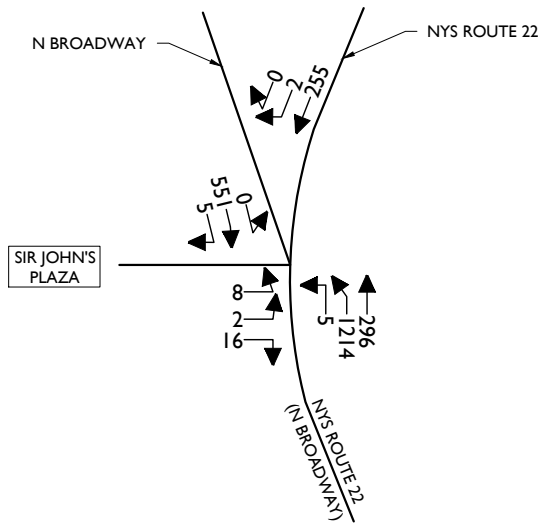 N BROADWAY
NYS ROUTE 22
0
2
255
5
551
0
SIR JOHN'S
PLAZA
8
2
16
5
1214
296
NYS ROUTE 22
(N BROADWAY)